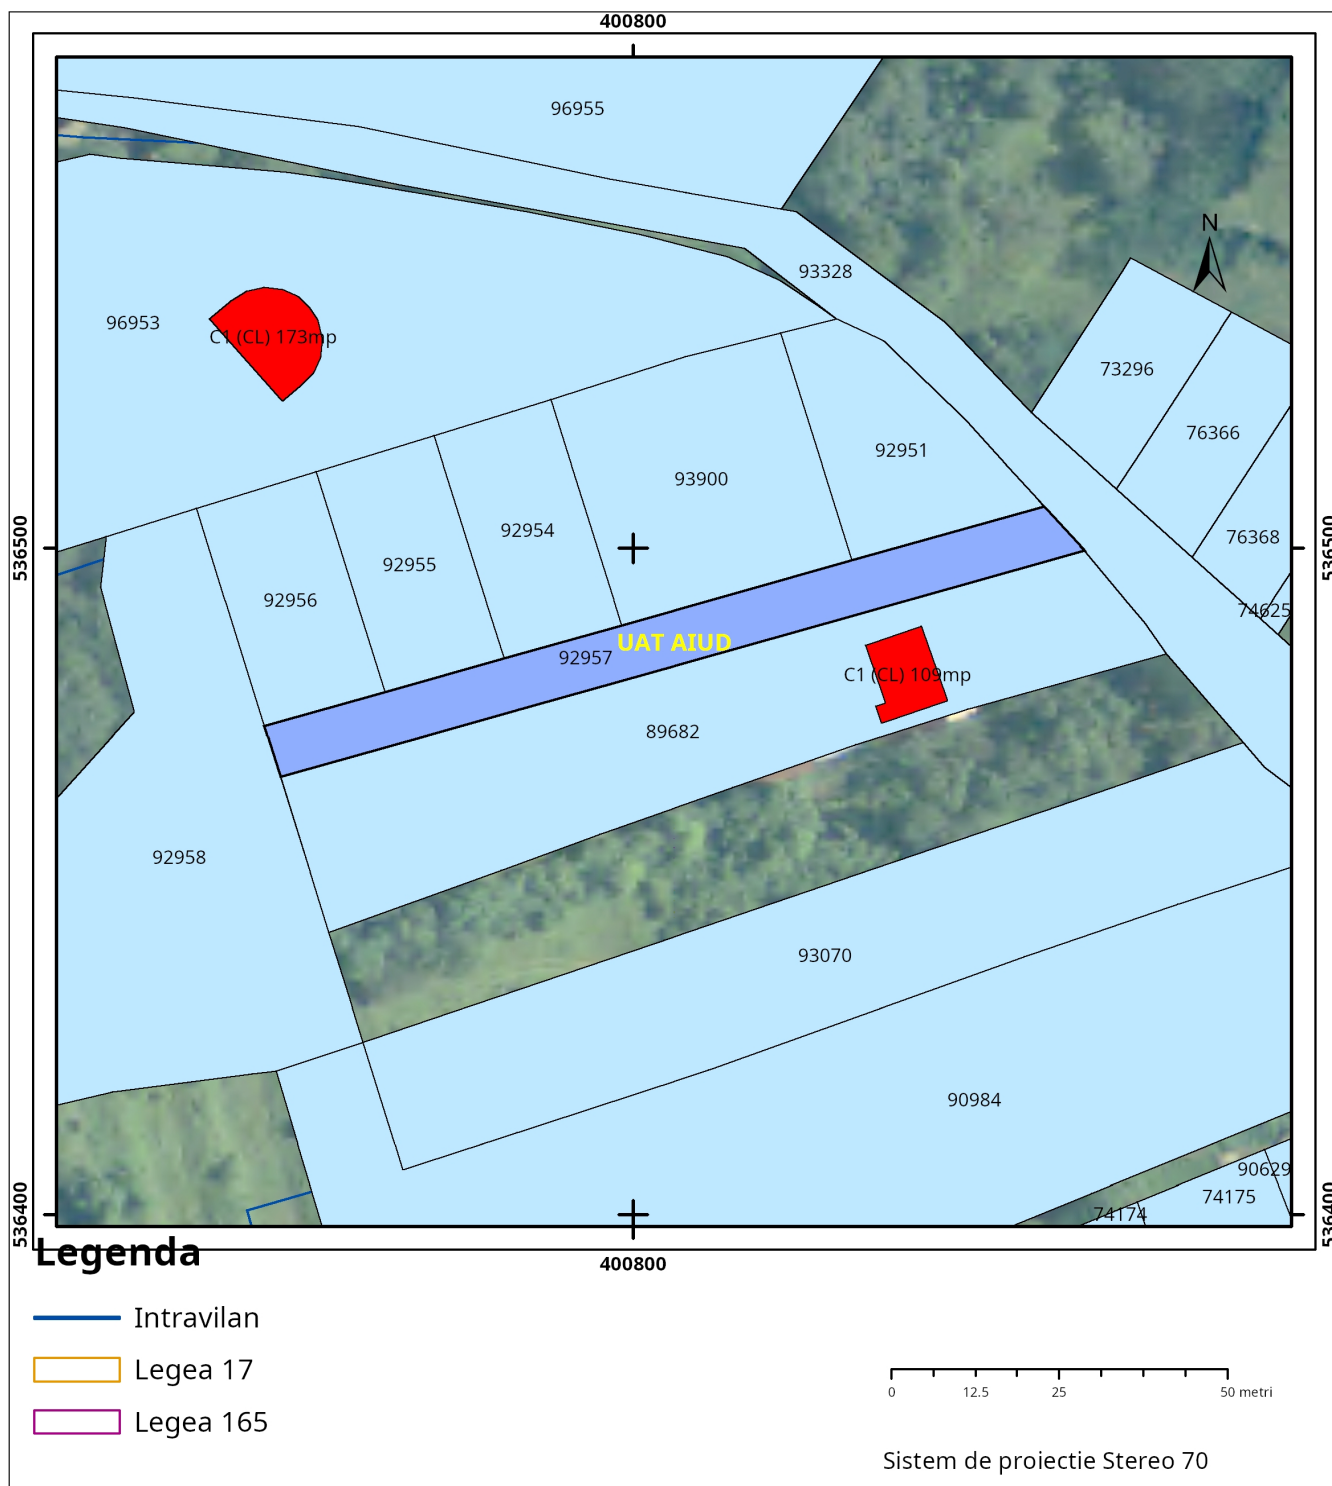 400800
96955
N
93328
96953
C1 (CL) 173mp
73296
76366
92951
93900
92954
76368
536500
536500
92955
92956
74625
UAT AIUD
92957
C1 (CL) 109mp
89682
92958
93070
90984
90629
74175
74174
536400
536400
400800
Legenda
Intravilan
Legea 17
Legea 165
0 12.5 25 50 metri
Sistem de proiectie Stereo 70